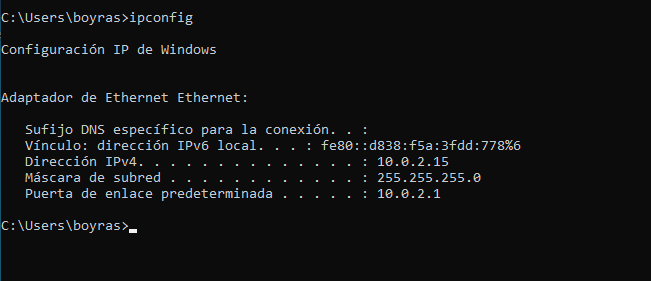 C:\Users\boyras>ipconfig
Configuración IP de Windows
Adaptador de Ethernet Ethernet:
Sufijo DNS específico para la conexión. . :
Vínculo: dirección IPv6 local. . . : fe80::d838:f5a:3fdd:778%6
Dirección IPv4. . . . . . . . . . . . . . : 10.0.2.15
Máscara de subred . . . . . . . . . . . . : 255.255.255.0
Puerta de enlace predeterminada . . . . . : 10.0.2.1
C:\Users\boyras>